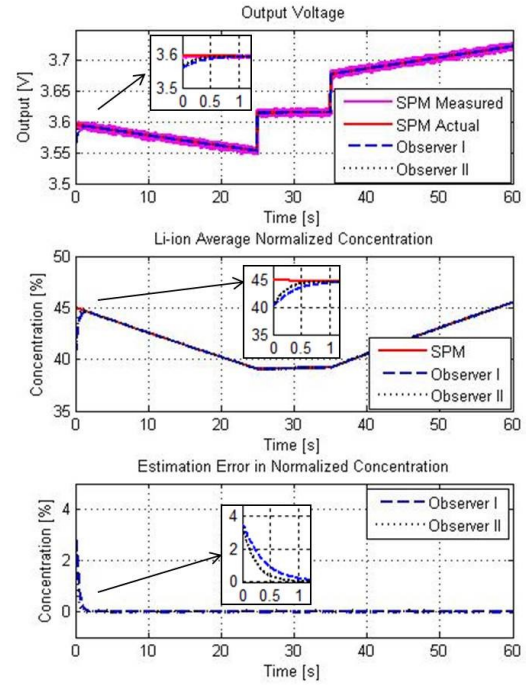 Output Voltage
Output [V]
3.7
3.65
3.6
3.55
3.5
3.6
3.5
0 0.5 1
SPM Measured
SPM Actual
Observer I
Observer II
0 10 20 30 40 50 60
Time [s]
Li-ion Average Normalized Concentration
Concentration [%]
50
45
40
35
45
40
35
0 0.5 1
SPM
Observer I
Observer II
0 10 20 30 40 50 60
Time [s]
Estimation Error in Normalized Concentration
Concentration [%]
4
2
0
4
2
0
0 0.5 1
Observer I
Observer II
0 10 20 30 40 50 60
Time [s]